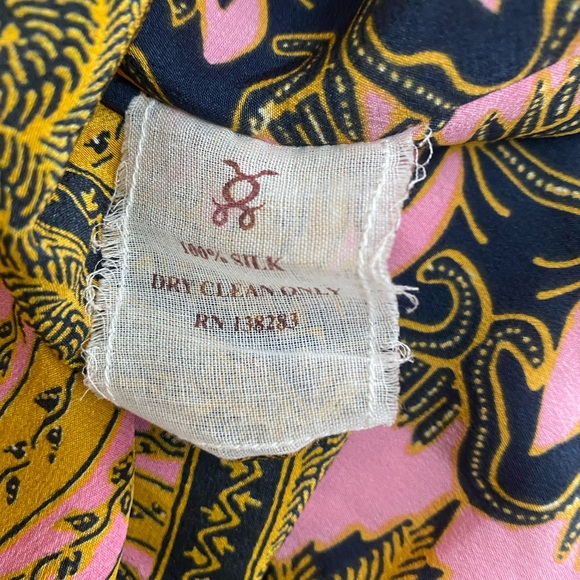 100% SILK
DRY CLEAN ONLY
RN 138283